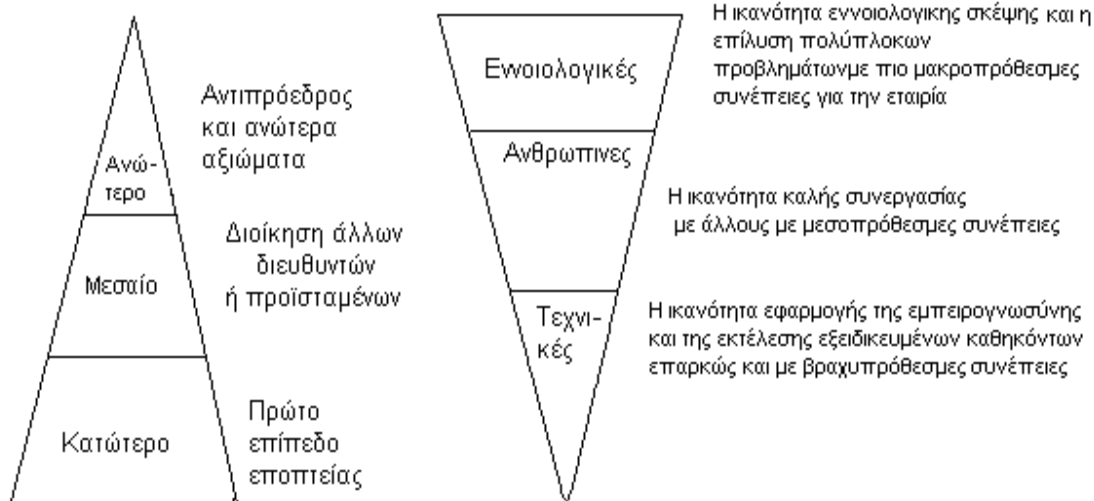 Αντιπρόεδρος
και ανώτερα
αξιώματα
Ανώ-
τερο
Διοίκηση άλλων
διευθυντών
ή προϊσταμένων
Μεσαίο
Πρώτο
επίπεδο
εποπτείας
Κατώτερο
Εννοιολογικές
Η ικανότητα εννοιολογικης σκέψης και η
επίλυση πολύπλοκων
προβλημάτωνμε πιο μακροπρόθεσμες
συνέπειες για την εταιρία
Ανθρωπινες
Η ικανότητα καλής συνεργασίας
με άλλους με μεσοπρόθεσμες συνέπειες
Τεχνι-
κές
Η ικανότητα εφαρμογής της εμπειρογνωσύνης
και της εκτέλεσης εξειδικευμένων καθηκόντων
επαρκώς και με βραχυπρόθεσμες συνέπειες